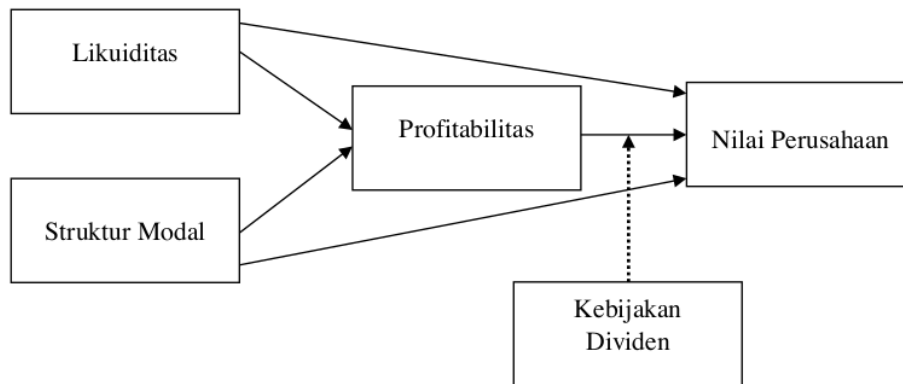 Likuiditas
Profitabilitas
Nilai Perusahaan
Struktur Modal
Kebijakan
Dividen